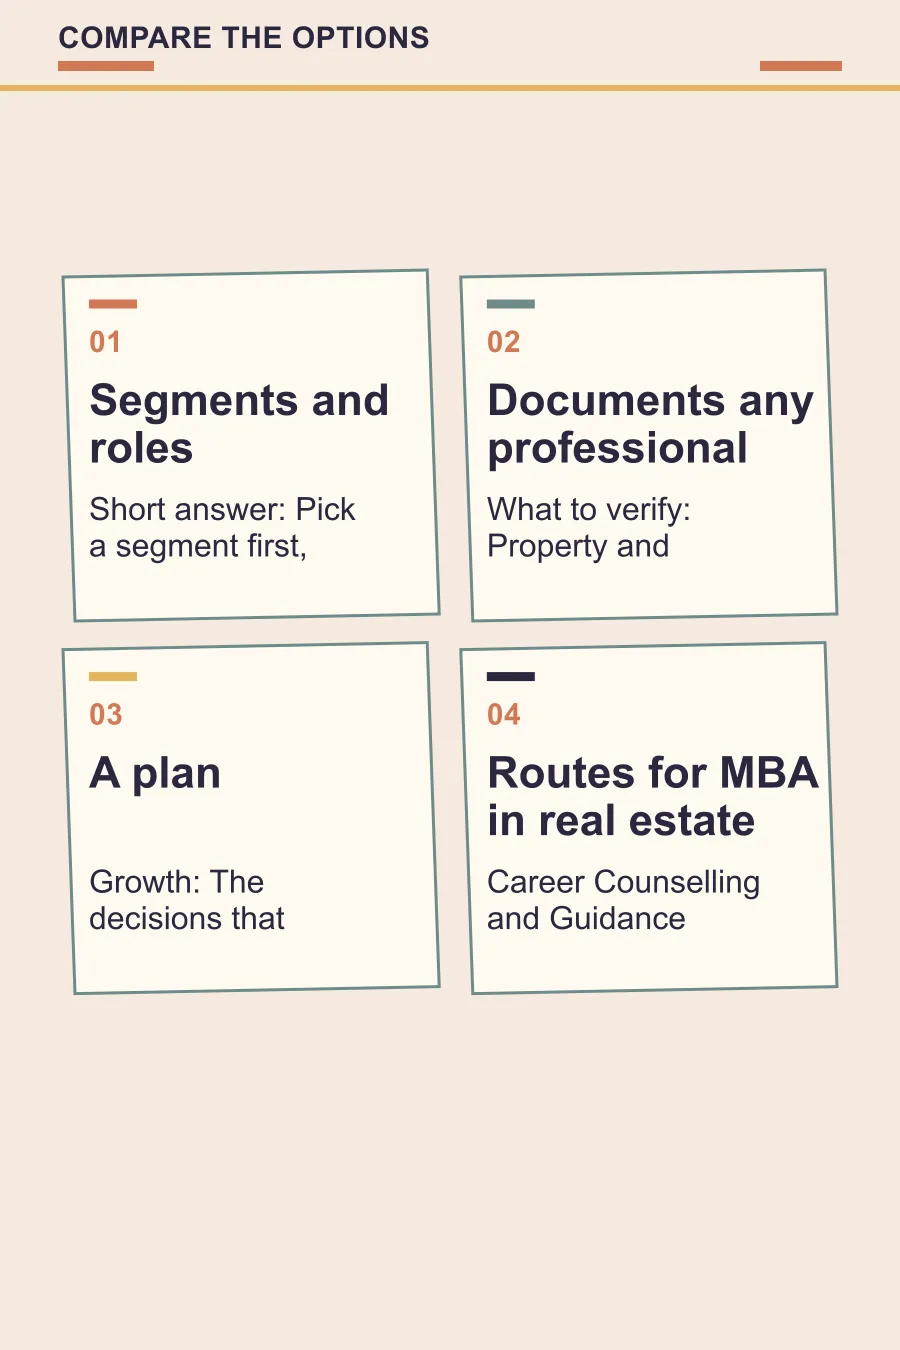 COMPARE THE OPTIONS
01
Segments and
roles
Short answer: Pick
a segment first,
02
Documents any
professional
What to verify:
Property and
03
A plan
Growth: The
decisions that
04
Routes for MBA
in real estate
Career Counselling
and Guidance